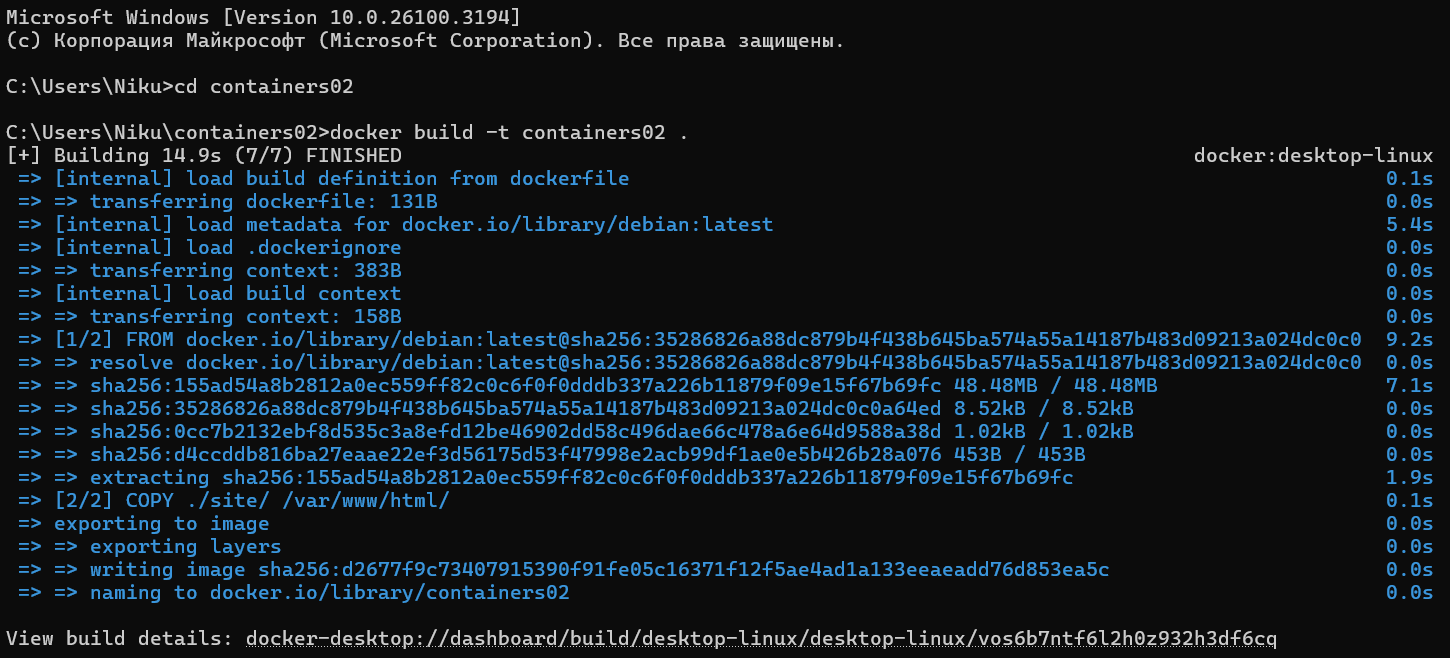 Microsoft Windows [Version 10.0.26100.3194]
(c) Корпорация Майкрософт (Microsoft Corporation). Все права защищены.
C:\Users\Niku>cd containers02
C:\Users\Niku\containers02>docker build -t containers02 .
[+] Building 14.9s (7/7) FINISHED docker:desktop-linux
=> [internal] load build definition from dockerfile 0.1s
=> => transferring dockerfile: 131B 0.0s
=> [internal] load metadata for docker.io/library/debian:latest 5.4s
=> [internal] load .dockerignore 0.0s
=> => transferring context: 383B 0.0s
=> [internal] load build context 0.0s
=> => transferring context: 158B 0.0s
=> [1/2] FROM docker.io/library/debian:latest@sha256:35286826a88dc879b4f438b645ba574a55a14187b483d09213a024dc0c0 9.2s
=> => resolve docker.io/library/debian:latest@sha256:35286826a88dc879b4f438b645ba574a55a14187b483d09213a024dc0c0 0.0s
=> => sha256:155ad54a8b2812a0ec559ff82c0c6f0f0dddb337a226b11879f09e15f67b69fc 48.48MB / 48.48MB 7.1s
=> => sha256:35286826a88dc879b4f438b645ba574a55a14187b483d09213a024dc0c0a64ed 8.52kB / 8.52kB 0.0s
=> => sha256:0cc7b2132ebf8d535c3a8efd12be46902dd58c496dae66c478a6e64d9588a38d 1.02kB / 1.02kB 0.0s
=> => sha256:d4ccddb816ba27eaae22ef3d56175d53f47998e2acb99df1ae0e5b426b28a076 453B / 453B 0.0s
=> => extracting sha256:155ad54a8b2812a0ec559ff82c0c6f0f0dddb337a226b11879f09e15f67b69fc 1.9s
=> [2/2] COPY ./site/ /var/www/html/ 0.1s
=> exporting to image 0.0s
=> => exporting layers 0.0s
=> => writing image sha256:d2677f9c73407915390f91fe05c16371f12f5ae4ad1a133eeaeadd76d853ea5c 0.0s
=> => naming to docker.io/library/containers02 0.0s
View build details: docker-desktop://dashboard/build/desktop-linux/desktop-linux/vos6b7ntf6l2h0z932h3df6cq